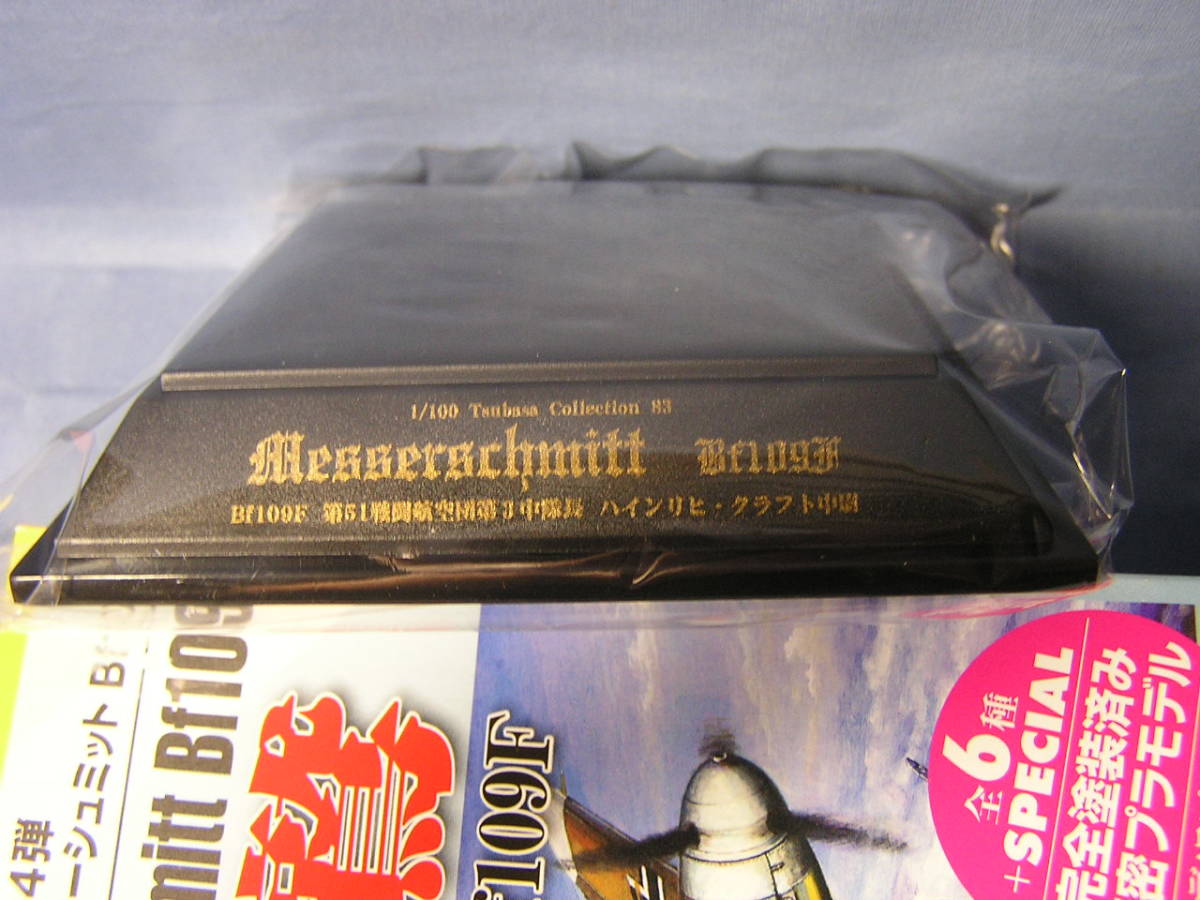 1/100 Tsubasa Collection 83
Messerschmitt Bf109F
Bf109F 第51戦闘航空団第3中隊長 ハインリヒ・クラフト中尉
4弾
ーシュミット B
mitt Bf109
f109F
全6種
+SPECIAL
完全塗装済み
密プラモデル